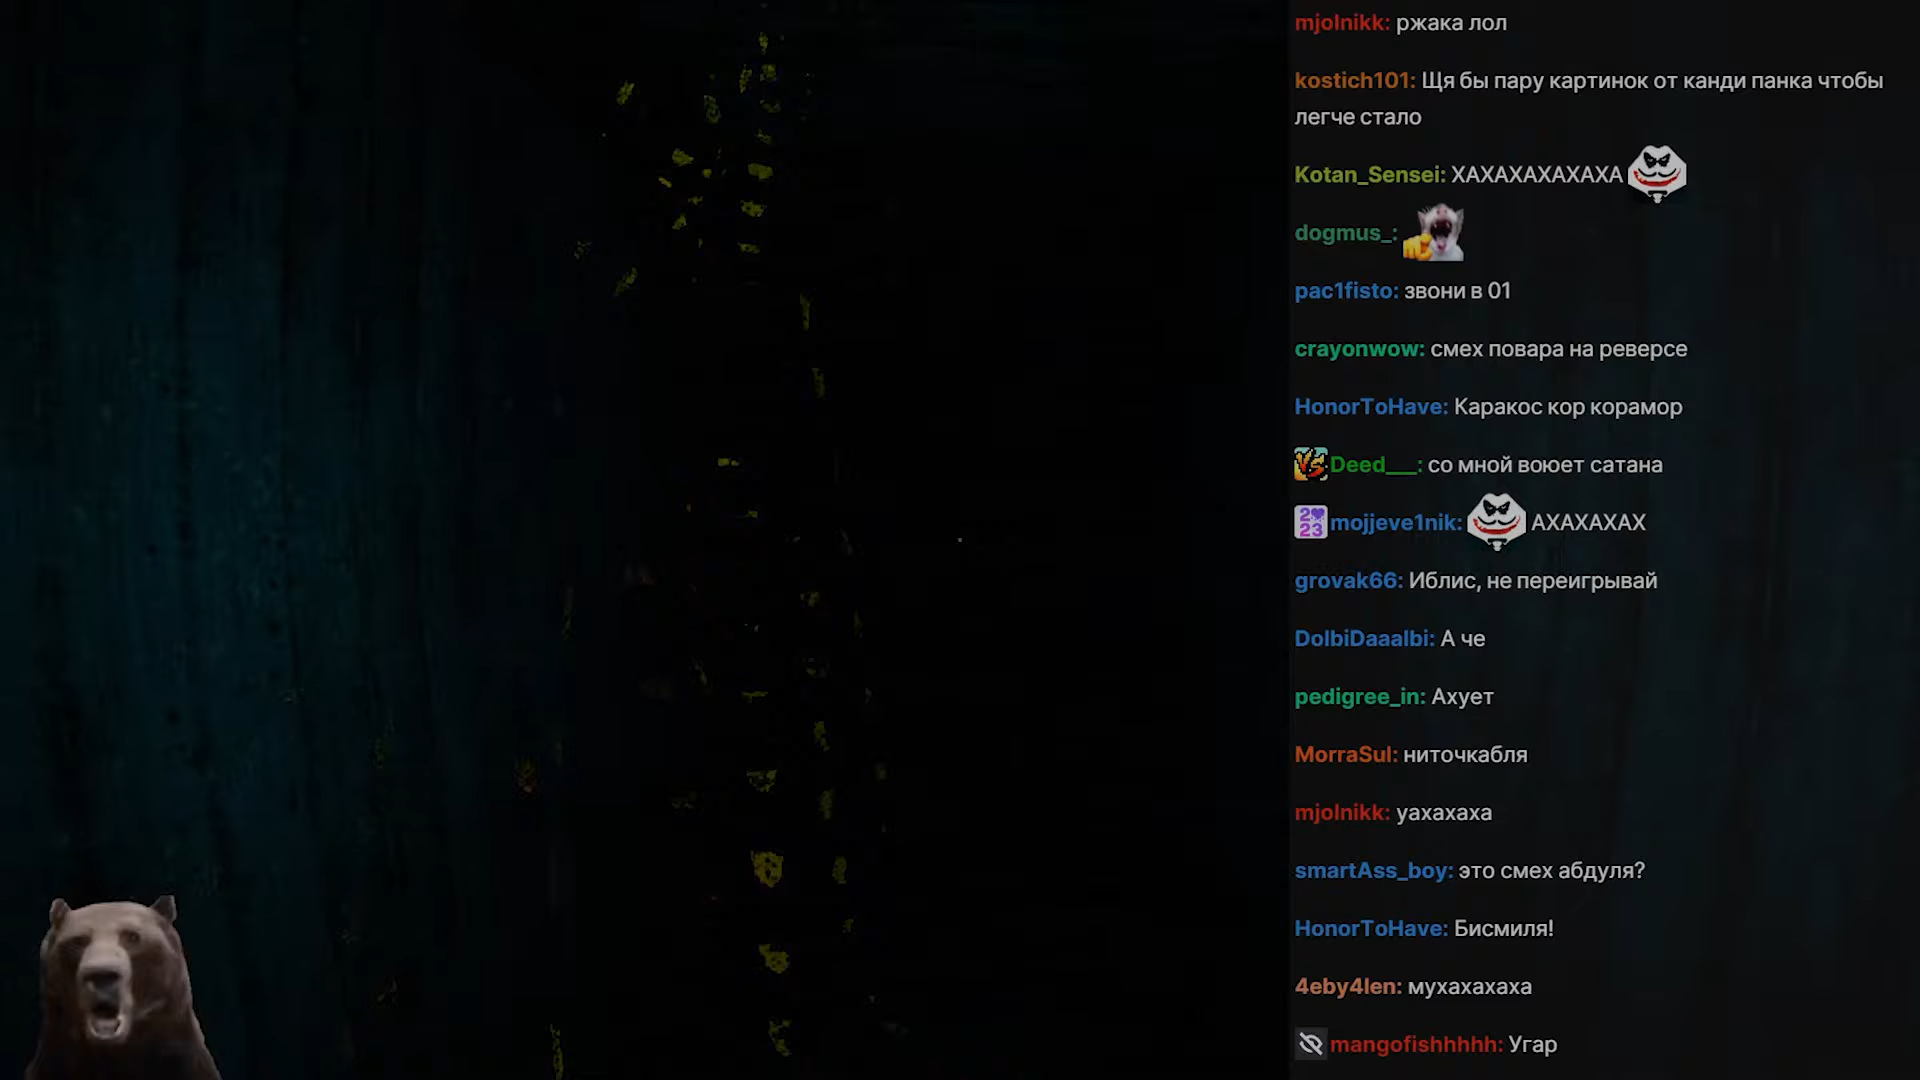 mjolnikk: ржака лол
kostich101: Щя бы пару картинок от канди панка чтобы
легче стало
Kotan_Sensei: ХАХАХАХАХАХА
dogmus_:
pac1fisto: звони в 01
crayonwow: смех повара на реверсе
HonorToHave: Каракос кор корамор
VS Deed___: со мной воюет сатана
2023 mojjeve1nik: АХАХАХАХ
grovak66: Иблис, не переигрывай
DolbiDaaalbi: А че
pedigree_in: Ахует
MorraSul: ниточкабля
mjolnikk: уахахаха
smartAss_boy: это смех абдуля?
HonorToHave: Бисмиля!
4eby4len: мухахахаха
mangofishhhhh: Угар